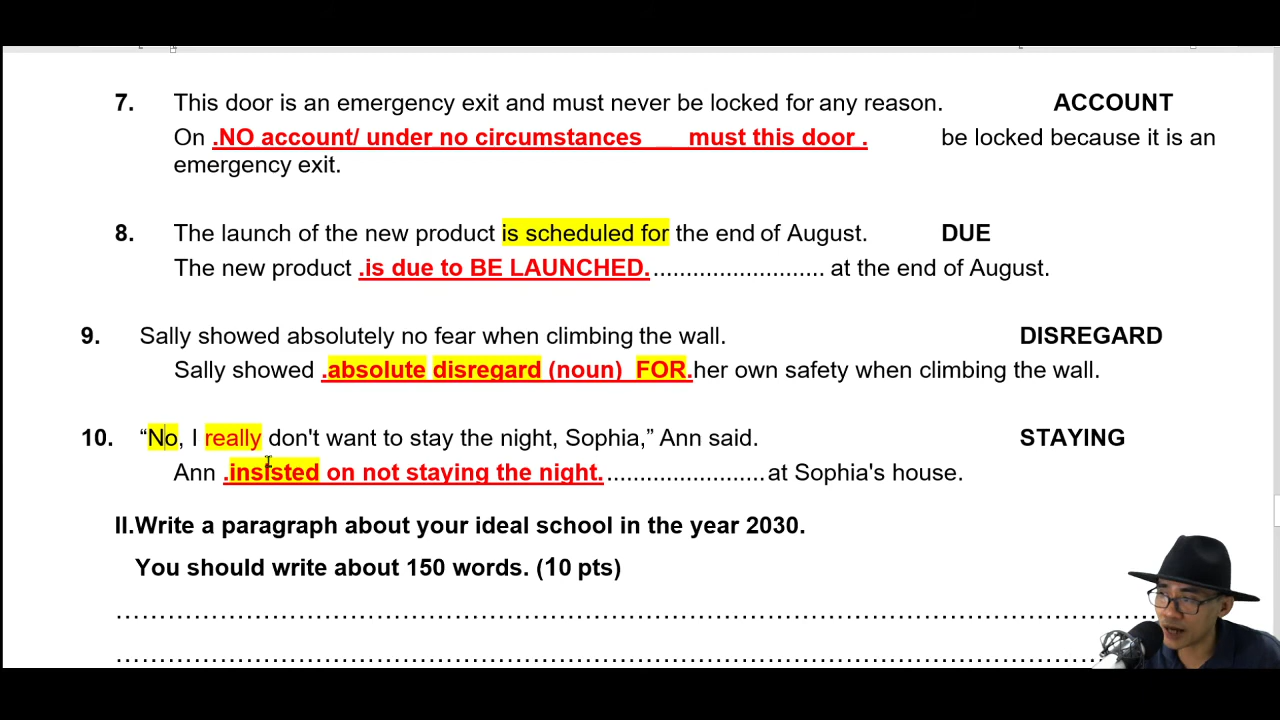 7. This door is an emergency exit and must never be locked for any reason. ACCOUNT
On .NO account/ under no circumstances __ must this door . be locked because it is an
emergency exit.
8. The launch of the new product is scheduled for the end of August. DUE
The new product .is due to BE LAUNCHED........................... at the end of August.
9. Sally showed absolutely no fear when climbing the wall. DISREGARD
Sally showed .absolute disregard (noun) FOR.her own safety when climbing the wall.
10. “No, I really don't want to stay the night, Sophia,” Ann said. STAYING
Ann .insisted on not staying the night......................... at Sophia's house.
II.Write a paragraph about your ideal school in the year 2030.
You should write about 150 words. (10 pts)